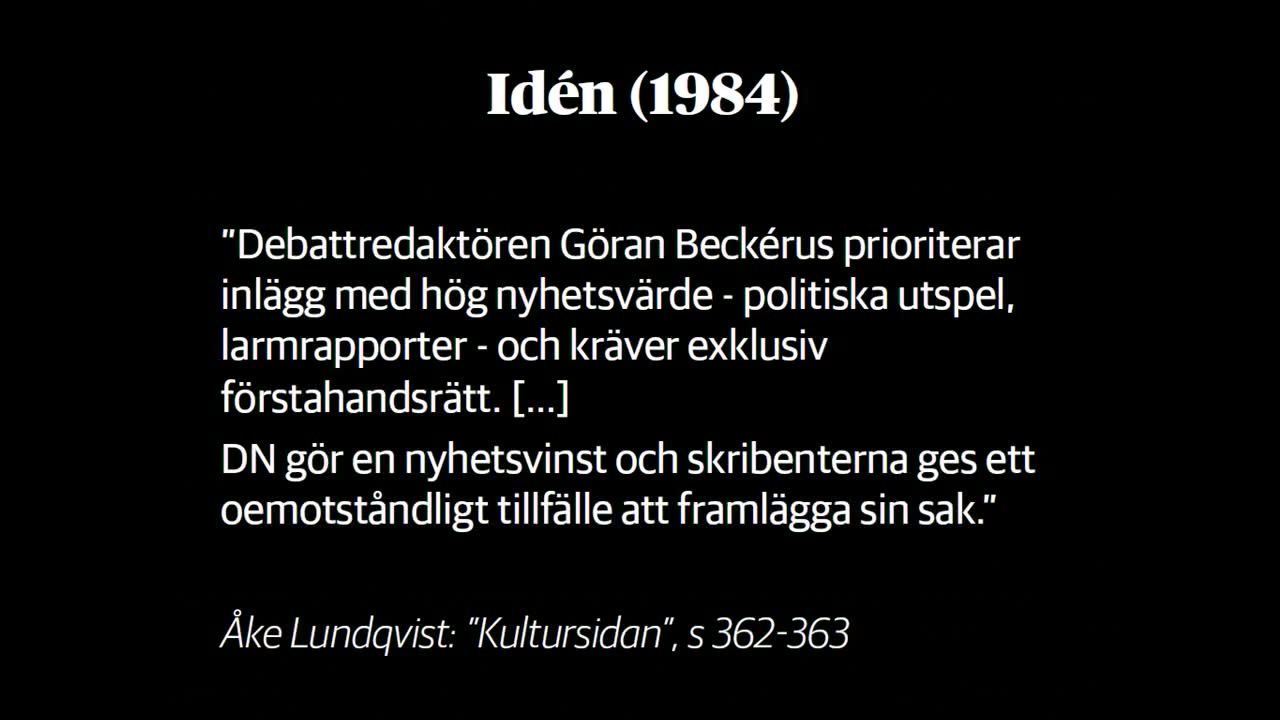 Idén (1984)
”Debattredaktören Göran Beckérus prioriterar
inlägg med hög nyhetsvärde - politiska utspel,
larmrapporter - och kräver exklusiv
förstahandsrätt. [...]
DN gör en nyhetsvinst och skribenterna ges ett
oemotståndligt tillfälle att framlägga sin sak.”
Åke Lundqvist: ”Kultursidan”, s 362-363